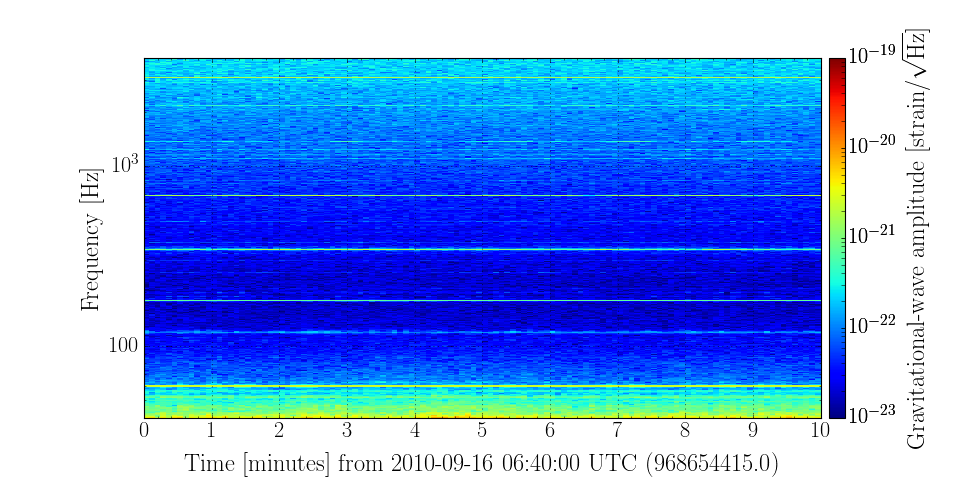 10⁻¹⁹
10⁻²⁰
10⁻²¹
10⁻²²
10⁻²³
Gravitational-wave amplitude [strain/√Hz]
10³
100
Frequency [Hz]
0 1 2 3 4 5 6 7 8 9 10
Time [minutes] from 2010-09-16 06:40:00 UTC (968654415.0)